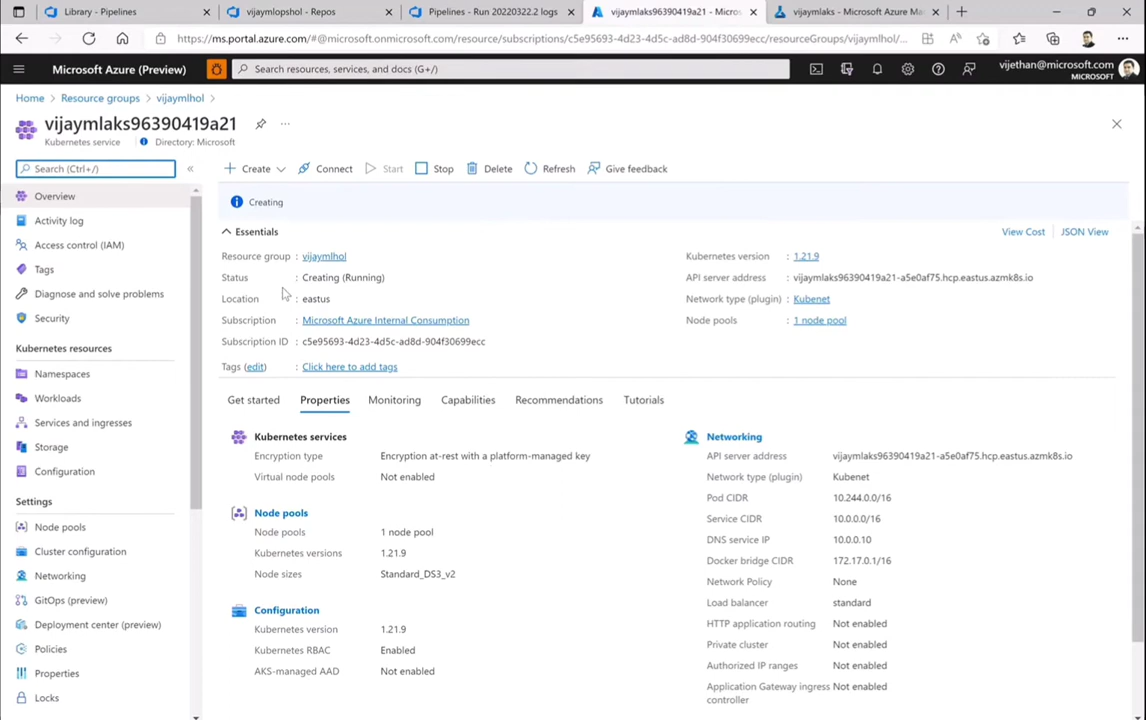 Library - Pipelines
vijaymlopshol - Repos
Pipelines - Run 20220322.2 logs
vijaymlaks96390419a21 - Micros
vijaymlaks - Microsoft Azure Ma
https://ms.portal.azure.com/#@microsoft.onmicrosoft.com/resource/subscriptions/c5e95693-4d23-4d5c-ad8d-904f30699ecc/resourceGroups/vijaymlhol/...
Microsoft Azure (Preview)
Search resources, services, and docs (G+/)
vijethan@microsoft.com
MICROSOFT
Home > Resource groups > vijaymlhol >
vijaymlaks96390419a21
Kubernetes service
Directory: Microsoft
Search (Ctrl+/)
Create
Connect
Start
Stop
Delete
Refresh
Give feedback
Overview
Activity log
Access control (IAM)
Tags
Diagnose and solve problems
Security
Kubernetes resources
Namespaces
Workloads
Services and ingresses
Storage
Configuration
Settings
Node pools
Cluster configuration
Networking
GitOps (preview)
Deployment center (preview)
Policies
Properties
Locks
Creating
Essentials
View Cost
JSON View
Resource group : vijaymlhol
Status : Creating (Running)
Location : eastus
Subscription : Microsoft Azure Internal Consumption
Subscription ID : c5e95693-4d23-4d5c-ad8d-904f30699ecc
Tags (edit) : Click here to add tags
Kubernetes version : 1.21.9
API server address : vijaymlaks96390419a21-a5e0af75.hcp.eastus.azmk8s.io
Network type (plugin) : Kubenet
Node pools : 1 node pool
Get started
Properties
Monitoring
Capabilities
Recommendations
Tutorials
Kubernetes services
Encryption type Encryption at-rest with a platform-managed key
Virtual node pools Not enabled
Node pools
Node pools 1 node pool
Kubernetes versions 1.21.9
Node sizes Standard_DS3_v2
Configuration
Kubernetes version 1.21.9
Kubernetes RBAC Enabled
AKS-managed AAD Not enabled
Networking
API server address vijaymlaks96390419a21-a5e0af75.hcp.eastus.azmk8s.io
Network type (plugin) Kubenet
Pod CIDR 10.244.0.0/16
Service CIDR 10.0.0.0/16
DNS service IP 10.0.0.10
Docker bridge CIDR 172.17.0.1/16
Network Policy None
Load balancer standard
HTTP application routing Not enabled
Private cluster Not enabled
Authorized IP ranges Not enabled
Application Gateway ingress Not enabled
controller